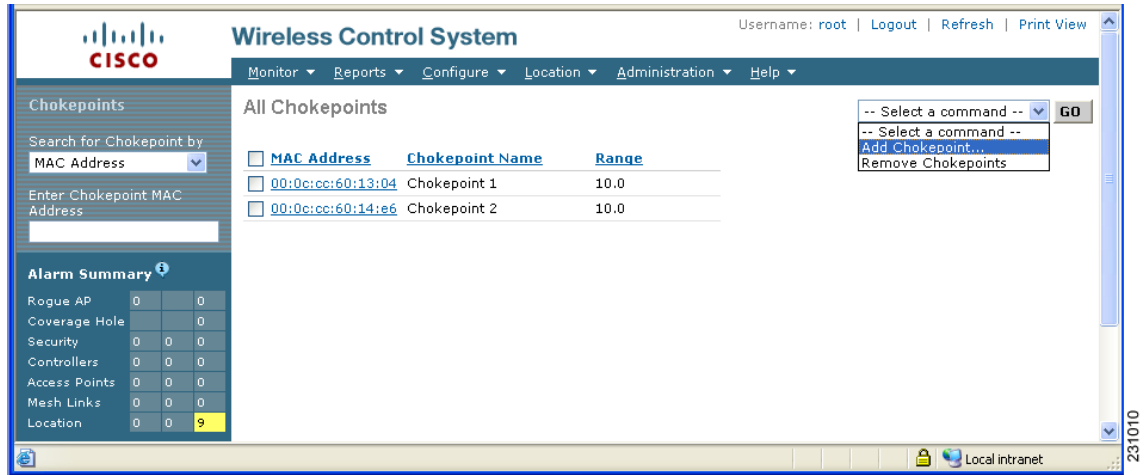 CISCO
Wireless Control System
Username: root | Logout | Refresh | Print View
Monitor Reports Configure Location Administration Help
Chokepoints
Search for Chokepoint by
MAC Address
Enter Chokepoint MAC
Address
All Chokepoints
-- Select a command -- GO
-- Select a command --
Add Chokepoint...
Remove Chokepoints
MAC Address Chokepoint Name Range
00:0c:cc:60:13:04 Chokepoint 1 10.0
00:0c:cc:60:14:e6 Chokepoint 2 10.0
Alarm Summary
Rogue AP 0 0
Coverage Hole 0
Security 0 0 0
Controllers 0 0 0
Access Points 0 0 0
Mesh Links 0 0 0
Location 0 0 9
Local intranet
231010